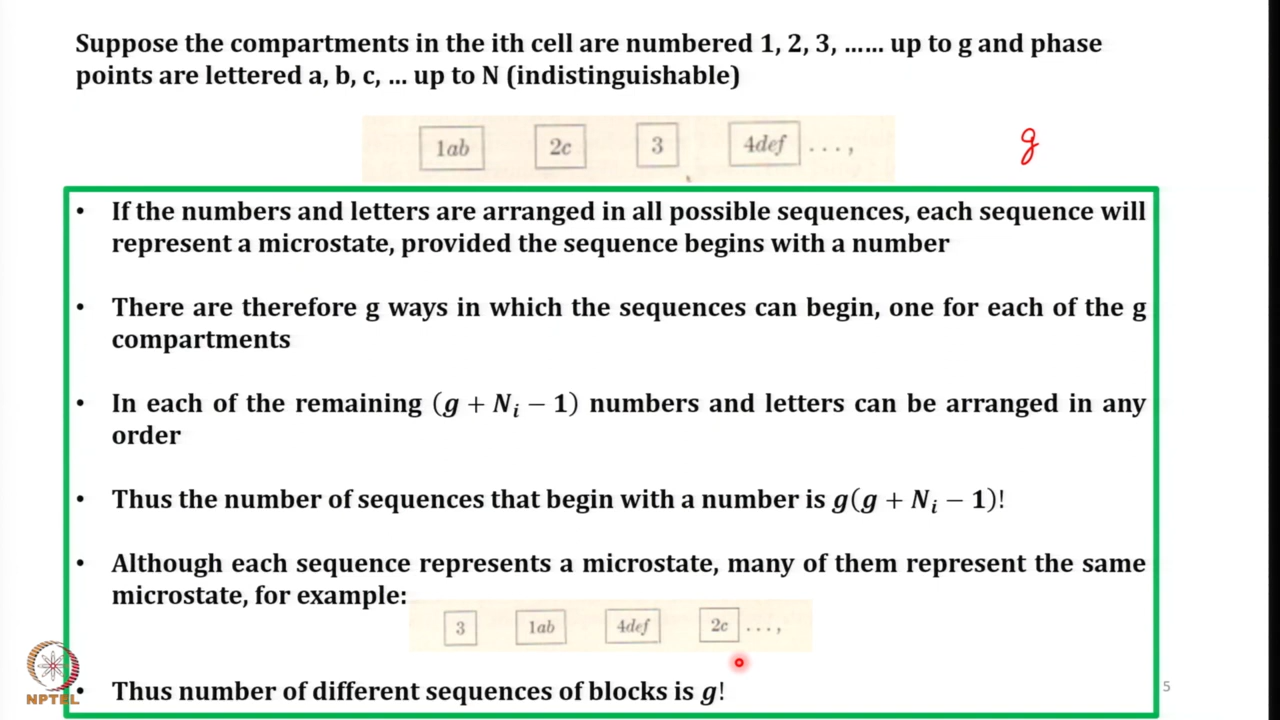 Suppose the compartments in the ith cell are numbered 1, 2, 3, …… up to g and phase
points are lettered a, b, c, … up to N (indistinguishable)
1ab 2c 3 4def . . . ,
g
• If the numbers and letters are arranged in all possible sequences, each sequence will
represent a microstate, provided the sequence begins with a number
• There are therefore g ways in which the sequences can begin, one for each of the g
compartments
• In each of the remaining (g + Nᵢ − 1) numbers and letters can be arranged in any
order
• Thus the number of sequences that begin with a number is g(g + Nᵢ − 1)!
• Although each sequence represents a microstate, many of them represent the same
microstate, for example:
3 1ab 4def 2c . . . ,
• Thus number of different sequences of blocks is g!
NPTEL
5